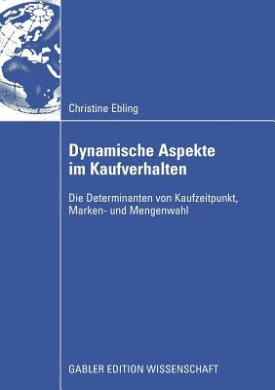 Christine Ebling
Dynamische Aspekte
im Kaufverhalten
Die Determinanten von Kaufzeitpunkt,
Marken- und Mengenwahl
GABLER EDITION WISSENSCHAFT